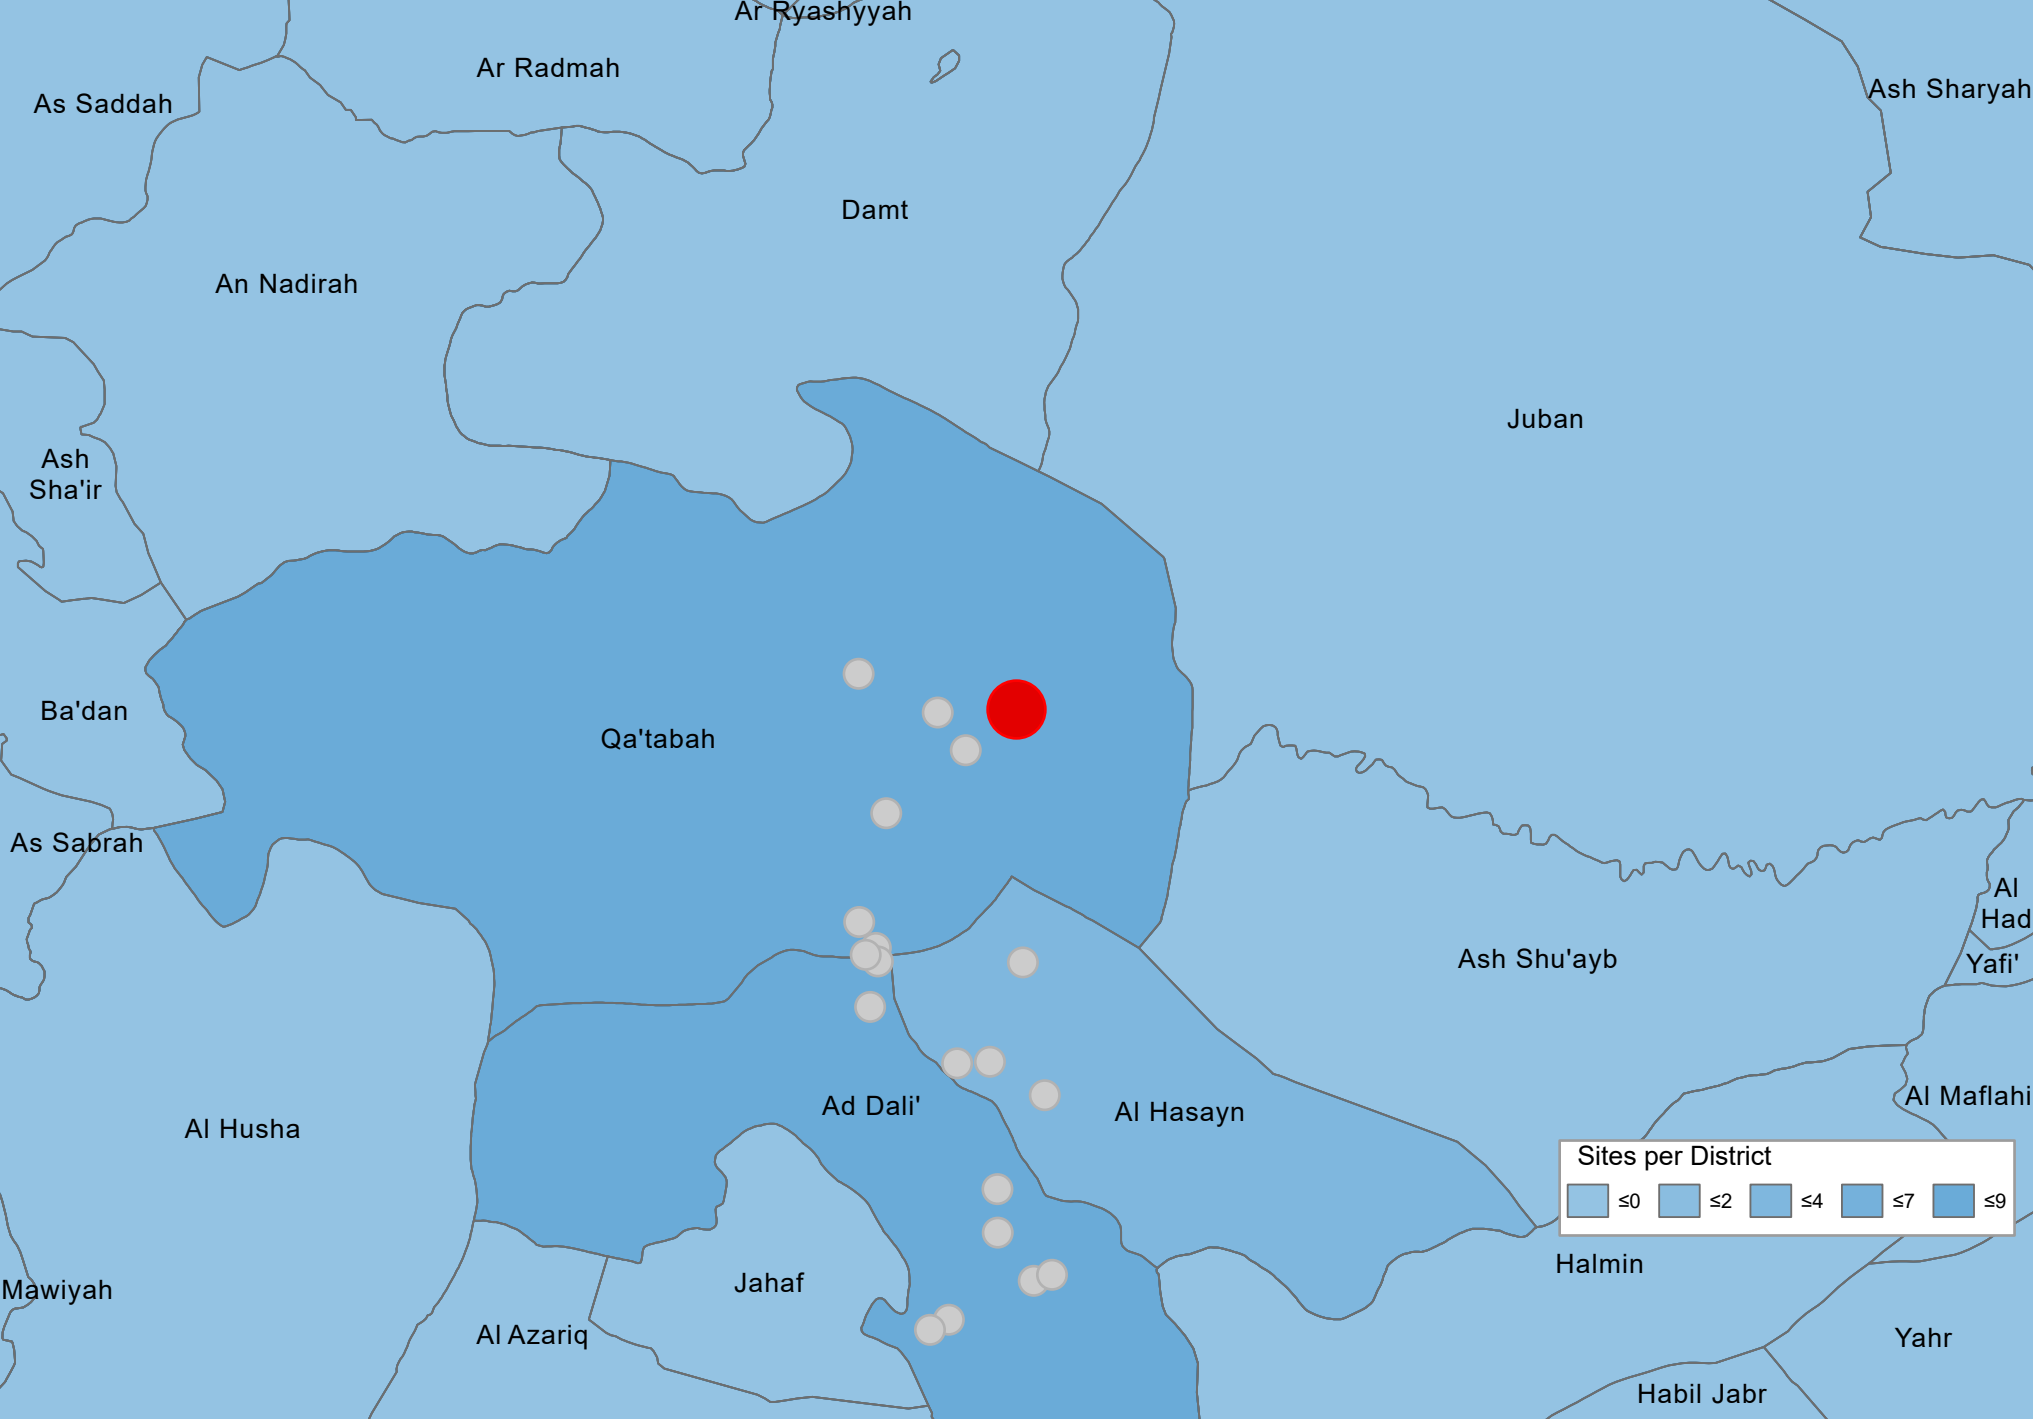 Ar Ryashyyah
Ar Radmah
Ash Sharyah
As Saddah
Damt
An Nadirah
Juban
Ash
Sha'ir
Ba'dan
Qa'tabah
As Sabrah
Al
Had
Ash Shu'ayb
Yafi'
Al Maflahi
Ad Dali'
Al Hasayn
Al Husha
Sites per District
≤0
≤2
≤4
≤7
≤9
Halmin
Jahaf
Mawiyah
Al Azariq
Yahr
Habil Jabr